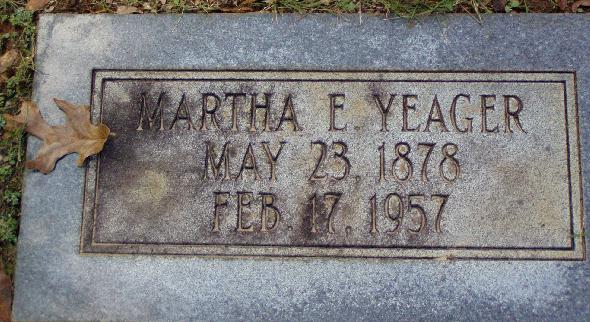 MARTHA E. YEAGER
MAY 23, 1878
FEB. 17, 1957